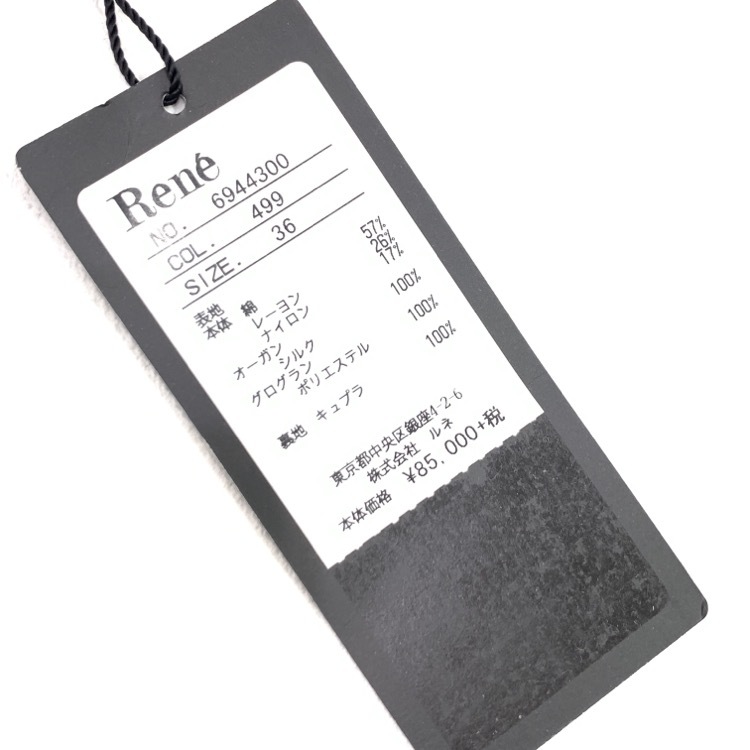 René
NO. 6944300
COL. 499
SIZE. 36
表地 綿 57%
本体 レーヨン 26%
ナイロン 17%
オーガン
シルク 100%
グログラン
ポリエステル 100%
裏地 キュプラ 100%
東京都中央区銀座4-2-6
株式会社 ルネ
本体価格 ¥85.000+税